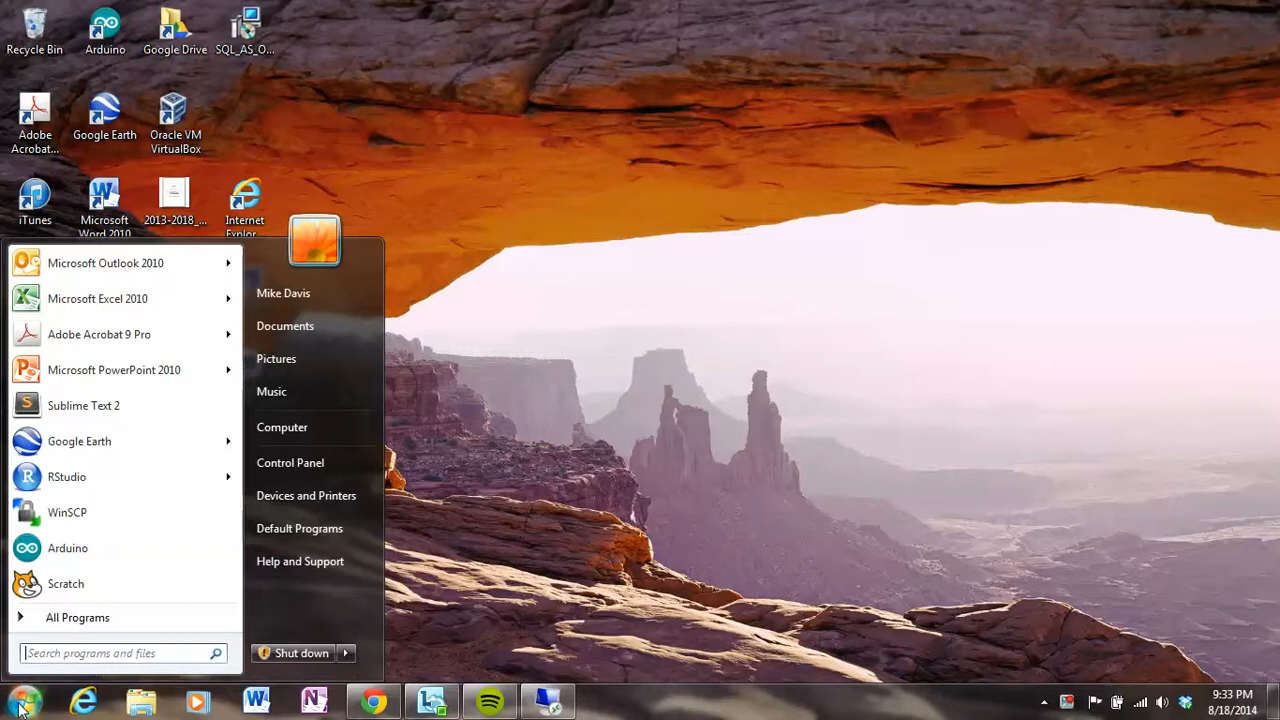 Recycle Bin
Arduino
Google Drive
SQL_AS_O...
Adobe
Acrobat...
Google Earth
Oracle VM
VirtualBox
iTunes
Microsoft
Word 2010
2013-2018_...
Internet
Explor
Microsoft Outlook 2010
Microsoft Excel 2010
Adobe Acrobat 9 Pro
Microsoft PowerPoint 2010
Sublime Text 2
Google Earth
RStudio
WinSCP
Arduino
Scratch
All Programs
Search programs and files
Mike Davis
Documents
Pictures
Music
Computer
Control Panel
Devices and Printers
Default Programs
Help and Support
Shut down
9:33 PM
8/18/2014